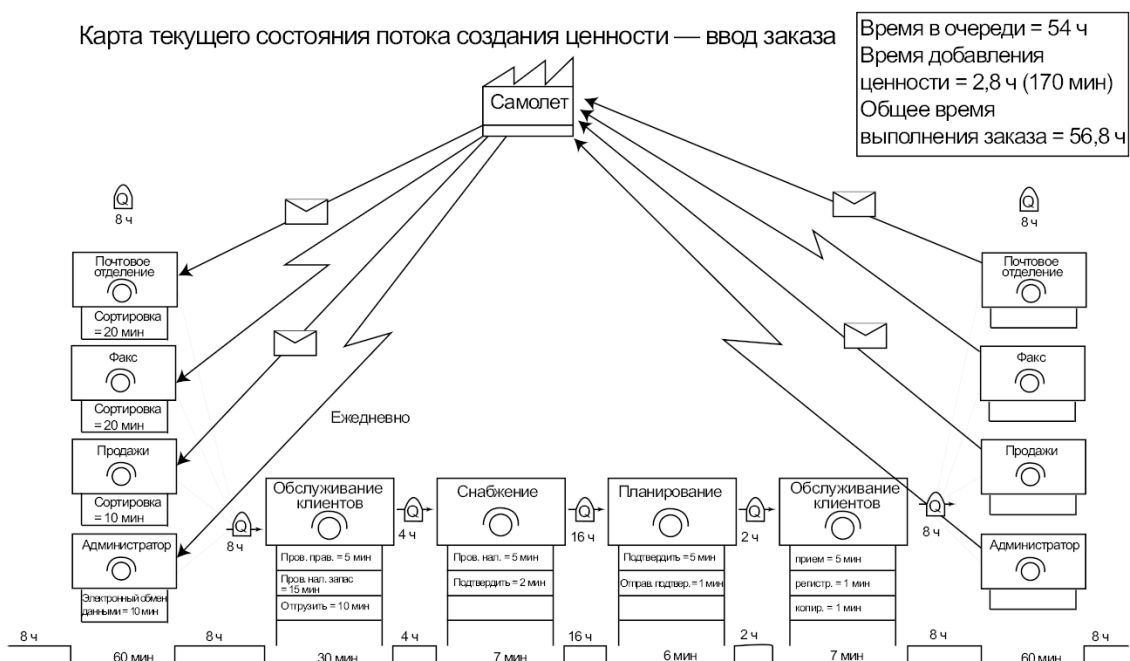 Карта текущего состояния потока создания ценности — ввод заказа
Время в очереди = 54 ч
Время добавления
ценности = 2,8 ч (170 мин)
Общее время
выполнения заказа = 56,8 ч
Самолет
Q
8 ч
Почтовое
отделение
Сортировка
= 20 мин
Факс
Сортировка
= 20 мин
Продажи
Сортировка
= 10 мин
Администратор
Электронный обмен
данными = 10 мин
Ежедневно
Q
8 ч
Обслуживание
клиентов
Пров. прав. = 5 мин
Пров. нал. запас
= 15 мин
Отгрузить = 10 мин
Q
4 ч
Снабжение
Пров. нал. = 5 мин
Подтвердить = 2 мин
Q
16 ч
Планирование
Подтвердить = 5 мин
Отправ. подтвер. = 1 мин
Q
2 ч
Обслуживание
клиентов
прием = 5 мин
регистр. = 1 мин
копир. = 1 мин
Q
8 ч
Q
8 ч
Почтовое
отделение
Факс
Продажи
Администратор
8 ч 8 ч 4 ч 16 ч 2 ч 8 ч 8 ч
60 мин 30 мин 7 мин 6 мин 7 мин 60 мин